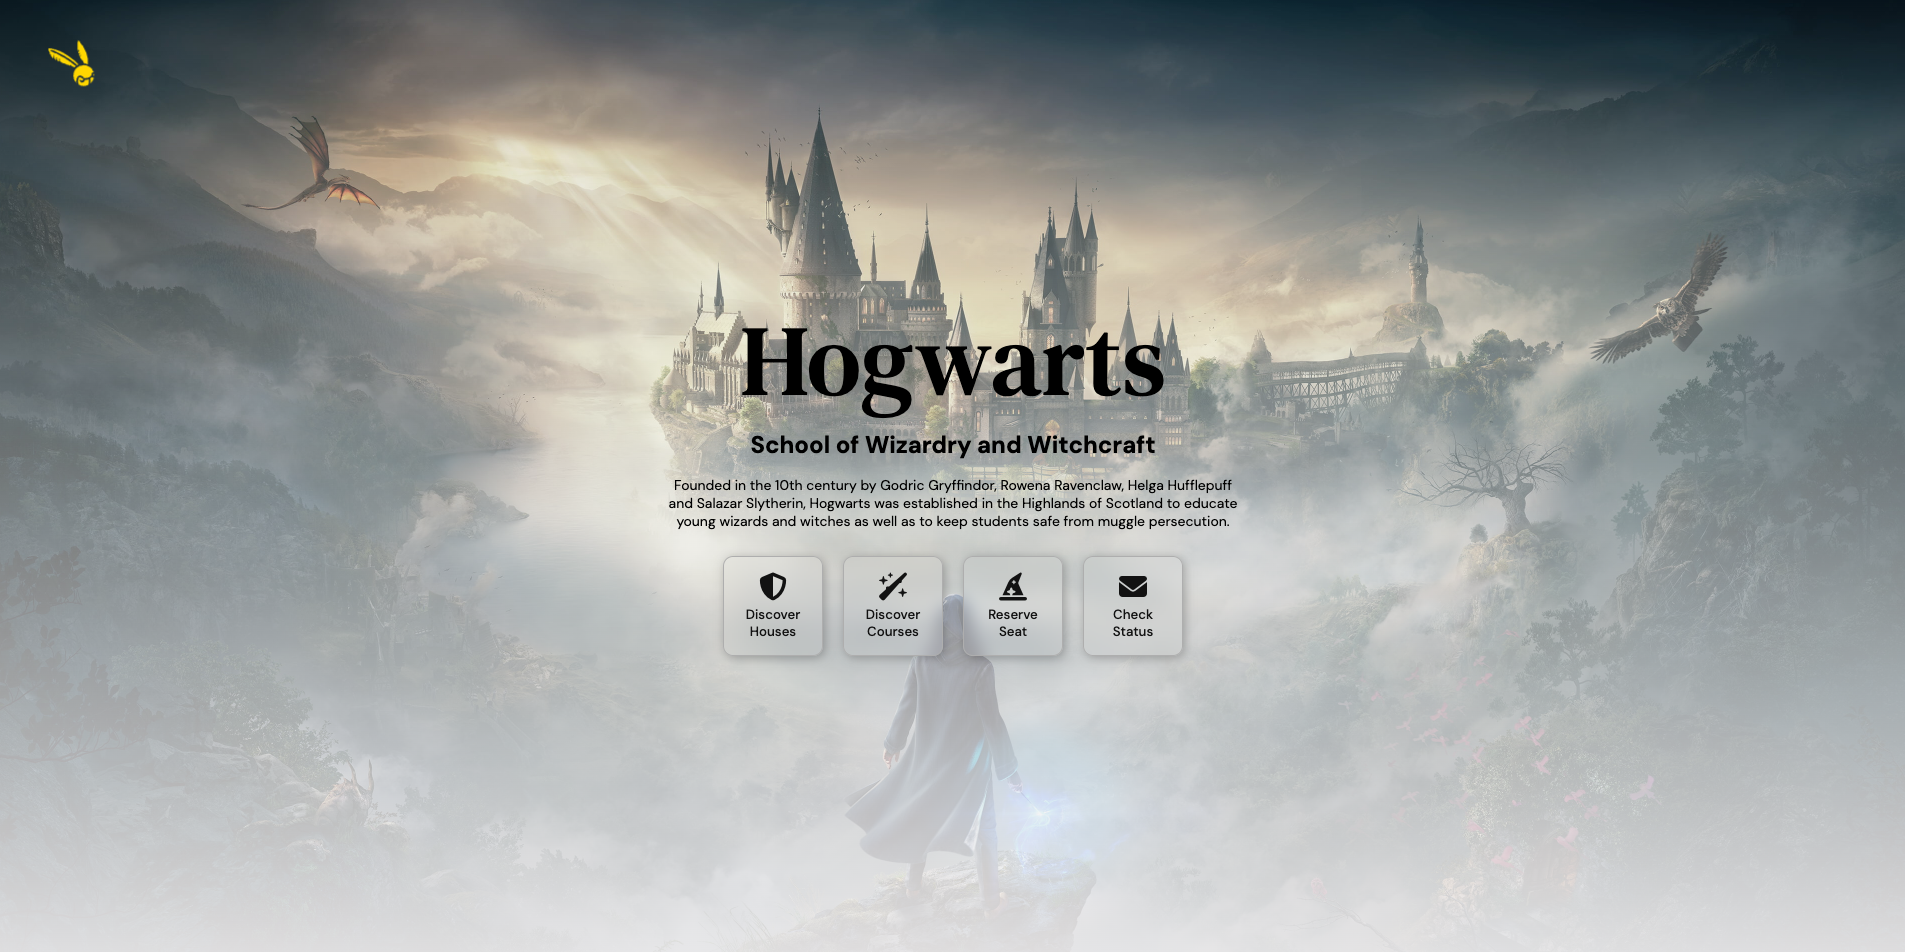 Hogwarts
School of Wizardry and Witchcraft
Founded in the 10th century by Godric Gryffindor, Rowena Ravenclaw, Helga Hufflepuff
and Salazar Slytherin, Hogwarts was established in the Highlands of Scotland to educate
young wizards and witches as well as to keep students safe from muggle persecution.
Discover
Houses
Discover
Courses
Reserve
Seat
Check
Status